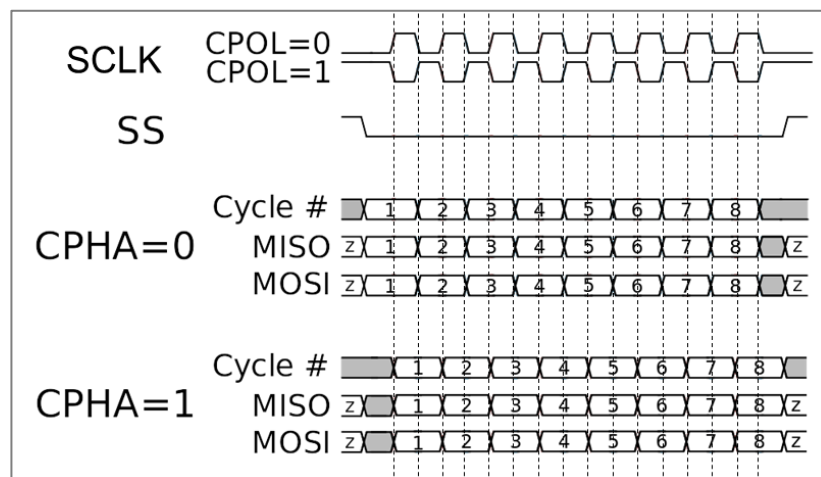 SCLK CPOL=0
CPOL=1
SS
Cycle # 1 2 3 4 5 6 7 8
CPHA=0 MISO z 1 2 3 4 5 6 7 8 z
MOSI z 1 2 3 4 5 6 7 8 z
Cycle # 1 2 3 4 5 6 7 8
CPHA=1 MISO z 1 2 3 4 5 6 7 8 z
MOSI z 1 2 3 4 5 6 7 8 z